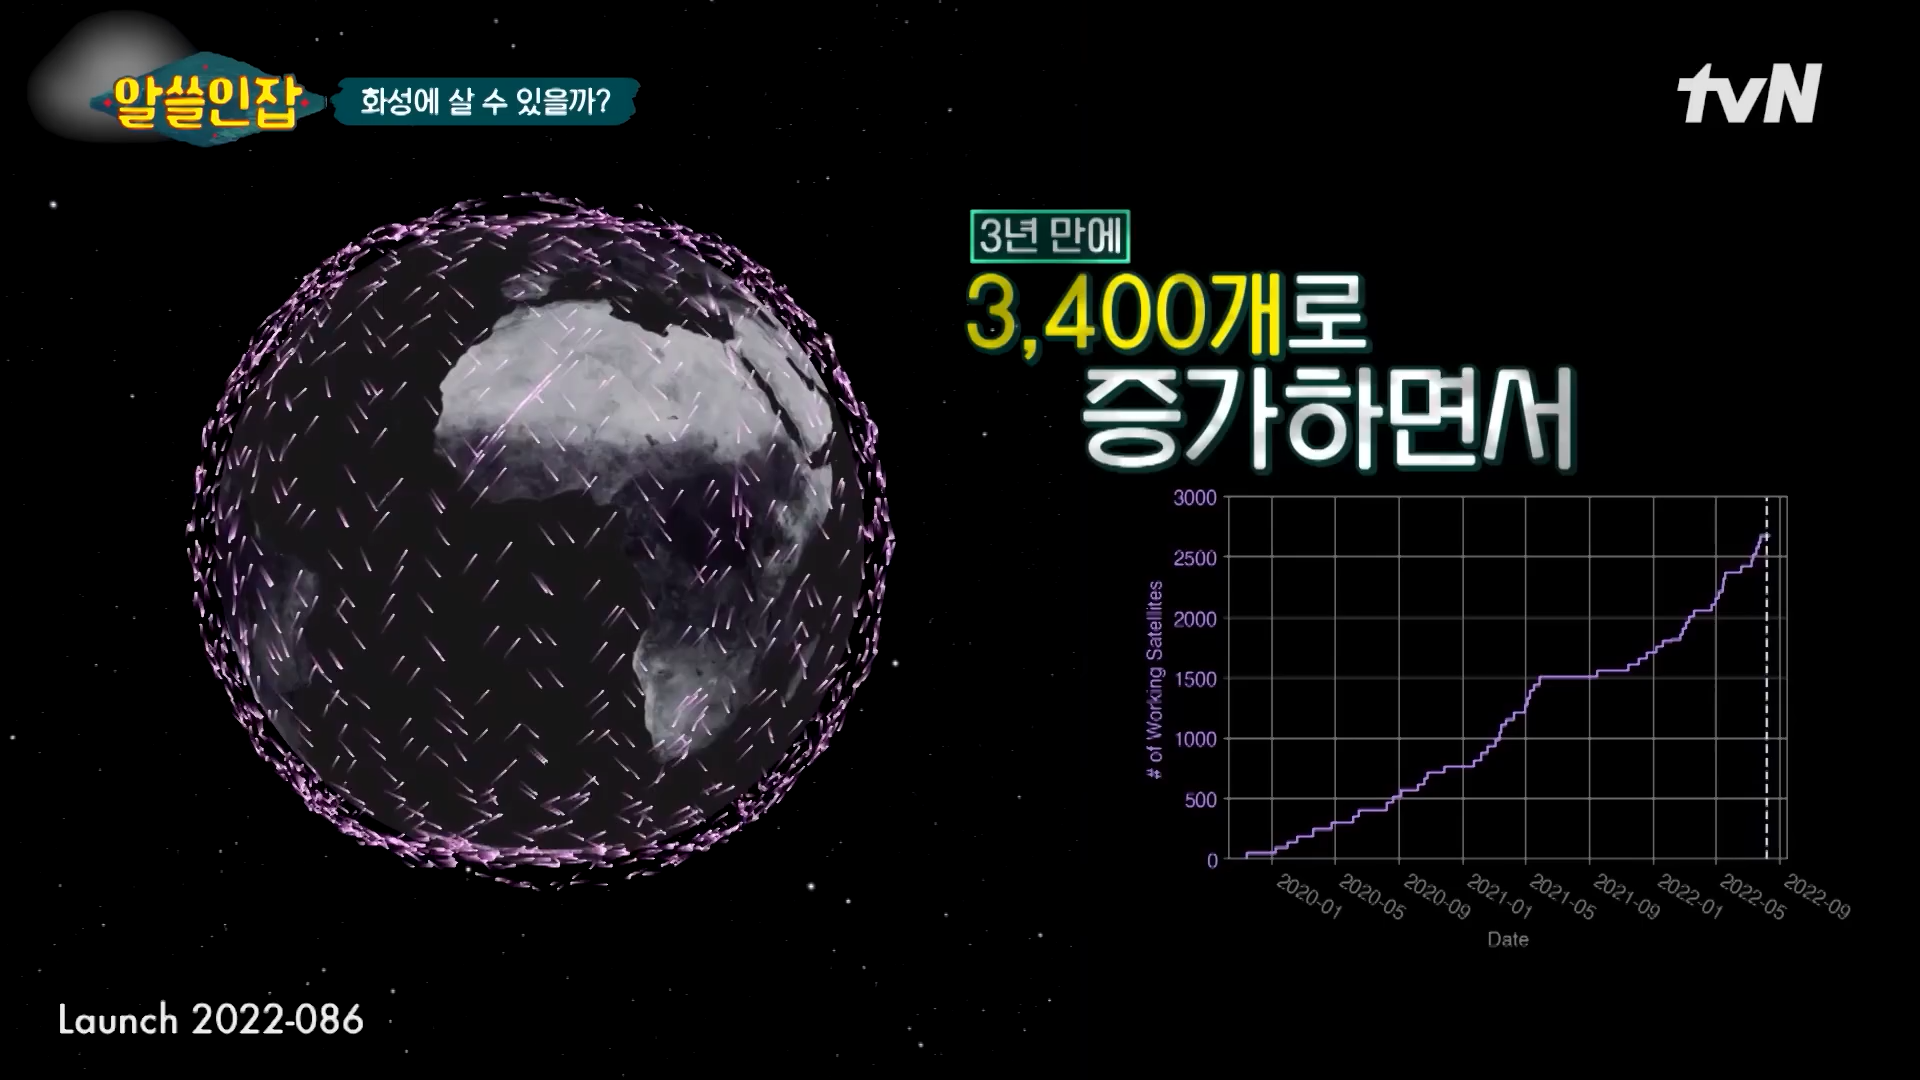 알쓸인잡
화성에 살 수 있을까?
tvN
3년 만에
3,400개로
증가하면서
3000
2500
2000
1500
1000
500
0
# of Working Satellites
2020-01
2020-05
2020-09
2021-01
2021-05
2021-09
2022-01
2022-05
2022-09
Date
Launch 2022-086